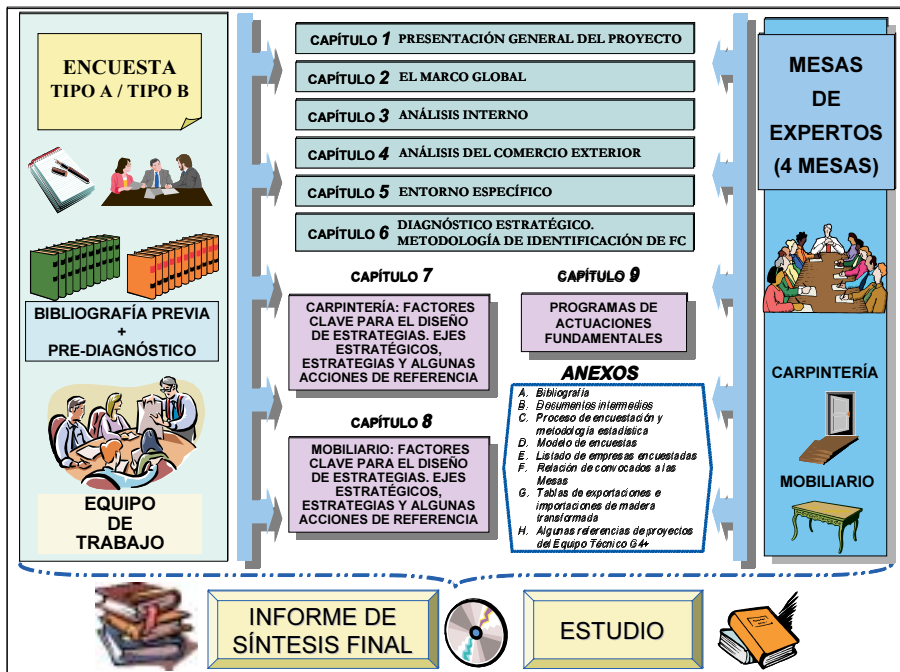 ENCUESTA
TIPO A / TIPO B
BIBLIOGRAFÍA PREVIA
+
PRE-DIAGNÓSTICO
EQUIPO
DE
TRABAJO
CAPÍTULO 1 PRESENTACIÓN GENERAL DEL PROYECTO
CAPÍTULO 2 EL MARCO GLOBAL
CAPÍTULO 3 ANÁLISIS INTERNO
CAPÍTULO 4 ANÁLISIS DEL COMERCIO EXTERIOR
CAPÍTULO 5 ENTORNO ESPECÍFICO
CAPÍTULO 6 DIAGNÓSTICO ESTRATÉGICO.
METODOLOGÍA DE IDENTIFICACIÓN DE FC
CAPÍTULO 7
CARPINTERÍA: FACTORES
CLAVE PARA EL DISEÑO
DE ESTRATEGIAS. EJES
ESTRATÉGICOS,
ESTRATEGIAS Y ALGUNAS
ACCIONES DE REFERENCIA
CAPÍTULO 8
MOBILIARIO: FACTORES
CLAVE PARA EL DISEÑO
DE ESTRATEGIAS. EJES
ESTRATÉGICOS,
ESTRATEGIAS Y ALGUNAS
ACCIONES DE REFERENCIA
CAPÍTULO 9
PROGRAMAS DE
ACTUACIONES
FUNDAMENTALES
ANEXOS
A. Bibliografía
B. Documentos intermedios
C. Proceso de encuestación y
metodología estadística
D. Modelo de encuestas
E. Listado de empresas encuestadas
F. Relación de convocados a las
Mesas
G. Tablas de exportaciones e
importaciones de madera
transformada
H. Algunas referencias de proyectos
del Equipo Técnico G4+
MESAS
DE
EXPERTOS
(4 MESAS)
CARPINTERÍA
MOBILIARIO
INFORME DE
SÍNTESIS FINAL
ESTUDIO